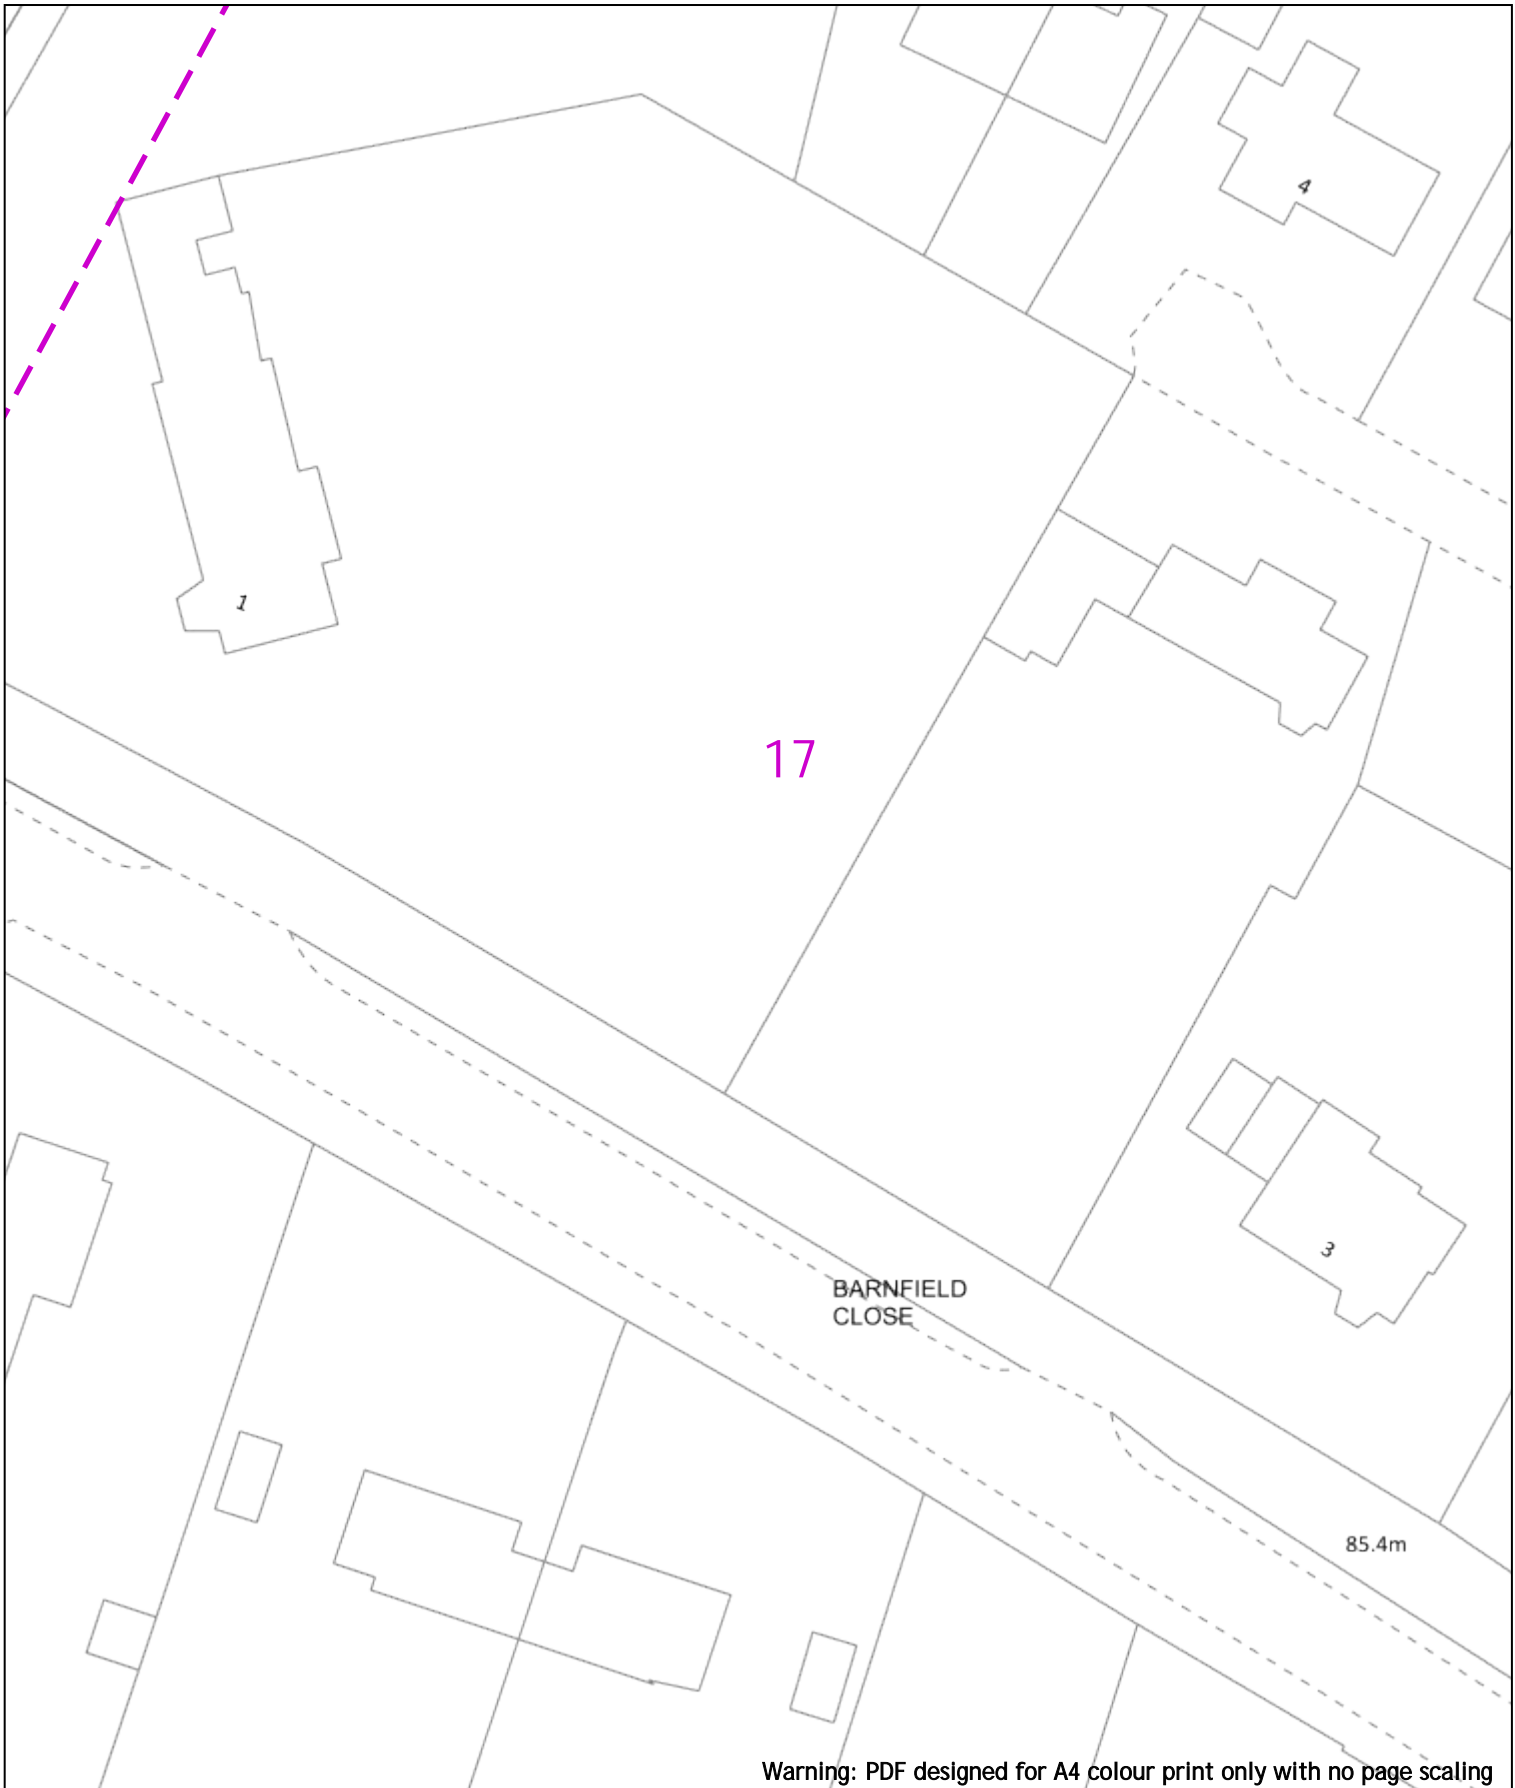 4
1
17
BARNFIELD
CLOSE
3
85.4m
Warning: PDF designed for A4 colour print only with no page scaling